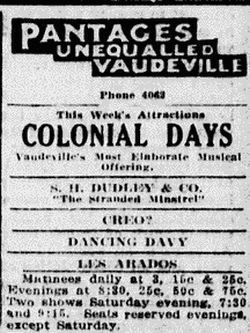 PANTAGES
UNEQUALLED
VAUDEVILLE
Phone 4063
This Week's Attractions
COLONIAL DAYS
Vaudeville's Most Elaborate Musical
Offering.
S. H. DUDLEY & CO.
"The Stranded Minstrel"
CREO?
DANCING DAVY
LES ARADOS
Matinees daily at 3, 15c & 25c.
Evenings at 8:30, 25c, 50c & 75c.
Two shows Saturday evening, 7:30
and 9:15. Seats reserved evenings
except Saturday.